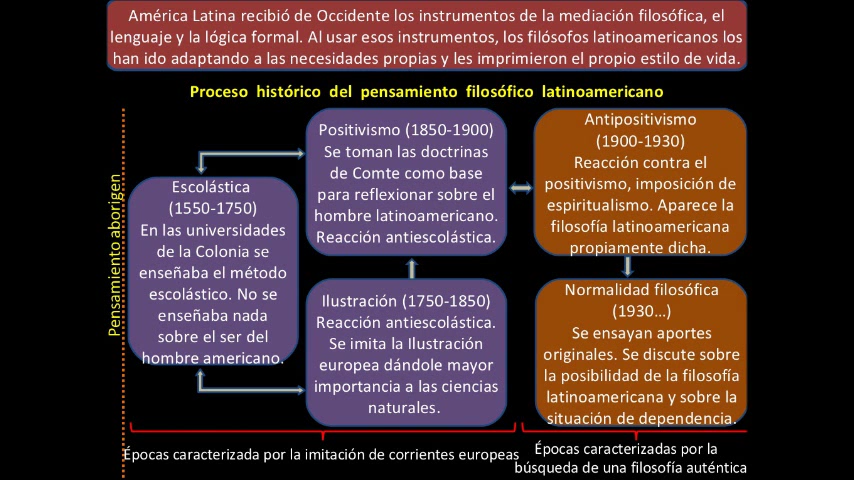 América Latina recibió de Occidente los instrumentos de la mediación filosófica, el
lenguaje y la lógica formal. Al usar esos instrumentos, los filósofos latinoamericanos los
han ido adaptando a las necesidades propias y les imprimieron el propio estilo de vida.
Proceso histórico del pensamiento filosófico latinoamericano
Pensamiento aborigen
Escolástica
(1550-1750)
En las universidades
de la Colonia se
enseñaba el método
escolástico. No se
enseñaba nada
sobre el ser del
hombre americano.
Positivismo (1850-1900)
Se toman las doctrinas
de Comte como base
para reflexionar sobre el
hombre latinoamericano.
Reacción antiescolástica.
Ilustración (1750-1850)
Reacción antiescolástica.
Se imita la Ilustración
europea dándole mayor
importancia a las ciencias
naturales.
Antipositivismo
(1900-1930)
Reacción contra el
positivismo, imposición de
espiritualismo. Aparece la
filosofía latinoamericana
propiamente dicha.
Normalidad filosófica
(1930...)
Se ensayan aportes
originales. Se discute sobre
la posibilidad de la filosofía
latinoamericana y sobre la
situación de dependencia.
Épocas caracterizada por la imitación de corrientes europeas
Épocas caracterizadas por la
búsqueda de una filosofía auténtica